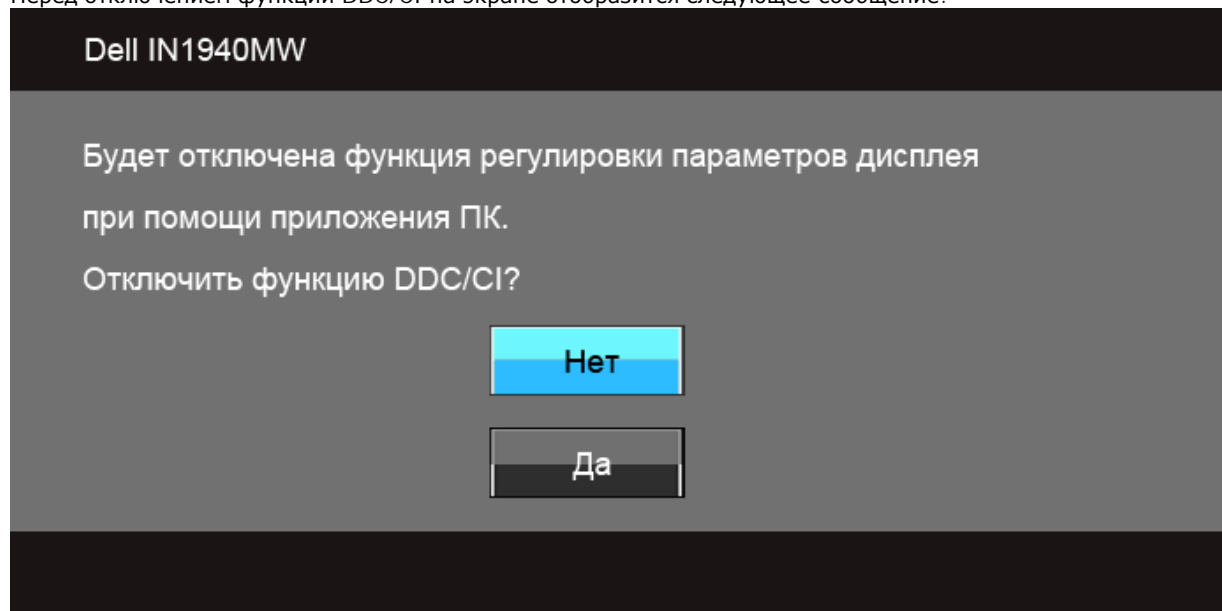 Перед отключением функции DDC/CI на экране отобразится следующее сообщение:
Dell IN1940MW
Будет отключена функция регулировки параметров дисплея
при помощи приложения ПК.
Отключить функцию DDC/CI?
Нет
Да